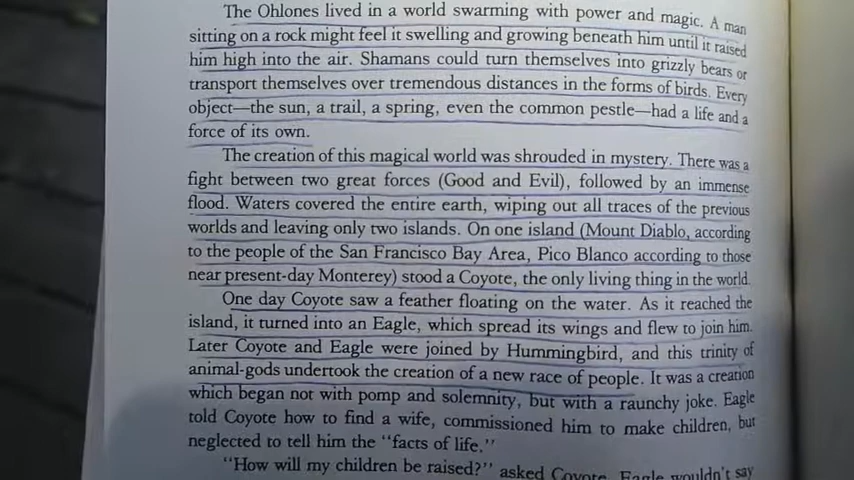 The Ohlones lived in a world swarming with power and magic. A man
sitting on a rock might feel it swelling and growing beneath him until it raised
him high into the air. Shamans could turn themselves into grizzly bears or
transport themselves over tremendous distances in the forms of birds. Every
object—the sun, a trail, a spring, even the common pestle—had a life and a
force of its own.
The creation of this magical world was shrouded in mystery. There was a
fight between two great forces (Good and Evil), followed by an immense
flood. Waters covered the entire earth, wiping out all traces of the previous
worlds and leaving only two islands. On one island (Mount Diablo, according
to the people of the San Francisco Bay Area, Pico Blanco according to those
near present-day Monterey) stood a Coyote, the only living thing in the world.
One day Coyote saw a feather floating on the water. As it reached the
island, it turned into an Eagle, which spread its wings and flew to join him.
Later Coyote and Eagle were joined by Hummingbird, and this trinity of
animal-gods undertook the creation of a new race of people. It was a creation
which began not with pomp and solemnity, but with a raunchy joke. Eagle
told Coyote how to find a wife, commissioned him to make children, but
neglected to tell him the "facts of life."
"How will my children be raised?" asked Coyote. Eagle wouldn't say